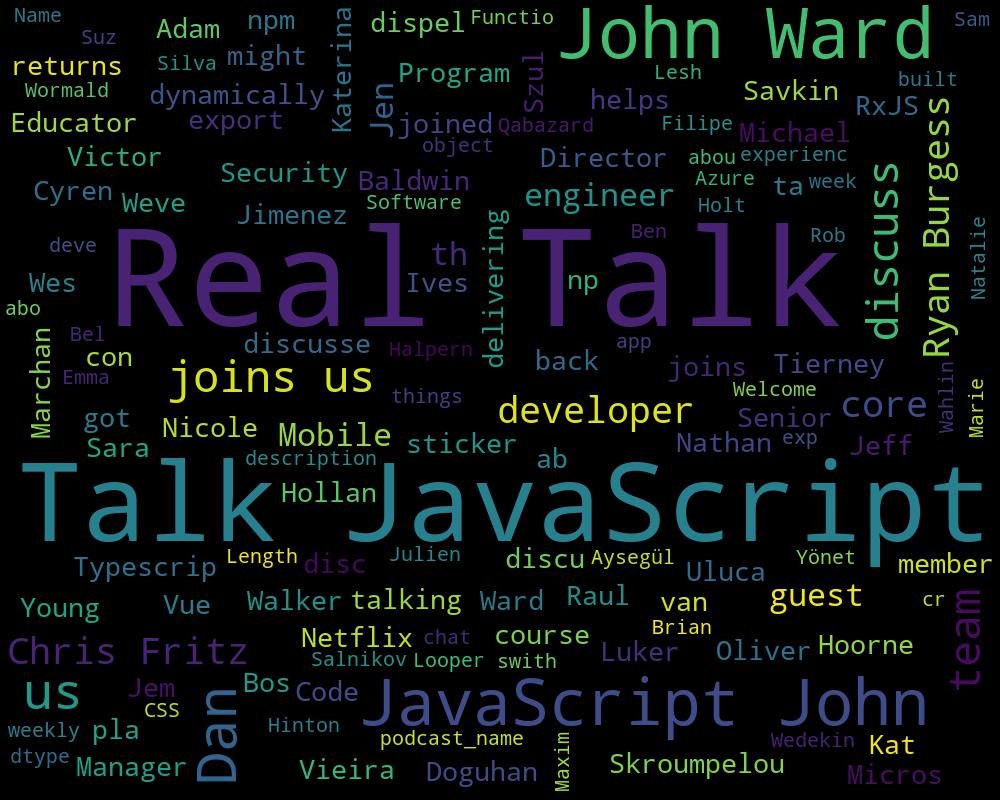 Name
Suz
Adam
npm
Katerina
dispel
Functio
John Ward
Sam
returns
Silva
might
Program
Szul
Lesh
built
Wormald
dynamically
Jen
helps
Savkin
RxJS
Educator
export
joined
Qabazard
Filipe
Michael
Ryan Burgess
object
Victor
Security
Baldwin
Director
abou
experienc
discuss
Cyren
Weve
Jimenez
Software
engineer
Azure
ta
week
Holt
deve
Real Talk
th
delivering
Ben
Rob
Natalie
Wes
Ives
np
abo
Bel
con
discusse
Halpern
back
app
Marchan
Emma
joins us
things
joins
Tierney
Welcome
Wahlin
Marie
got
Nicole
Mobile
developer
Senior
core
Sara
description
sticker
ab
Nathan
exp
Jeff
Talk JavaScript
Hollan
Typescrip
Length
disc
Julien
discu
Aysegül
Uluca
Yönet
member
Young
Vue
Walker
talking
Ward
Raul
van
guest
cr
Brian
team
Chris Fritz
Netflix
chat
course
Luker
Oliver
Hoorne
Salnikov
Looper
swith
us
Jem
CSS
Dan
Bos
Code
JavaScript John
weekly
pla
Hinton
podcast_name
Maxim
Wedekin
Kat
dtype
Manager
Vieira
Doguhan
Skroumpelou
Micros